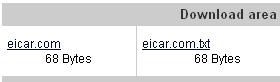 Download area
eicar.com
68 Bytes
eicar.com.txt
68 Bytes